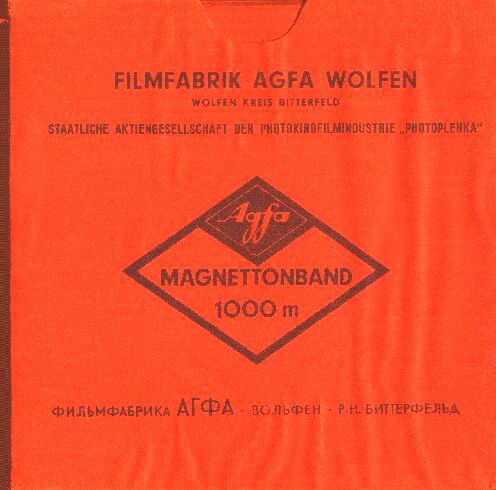 FILMFABRIK AGFA WOLFEN
WOLFEN KREIS BITTERFELD
STAATLICHE AKTIENGESELLSCHAFT DER PHOTOKINOFILMINDUSTRIE „PHOTOPLENKA"
Agfa
MAGNETTONBAND
1000 m
ФИЛЬМФАБРИКА АГФА - ВОЛЬФЕН - Р-Н. БИТТЕРФЕЛЬД